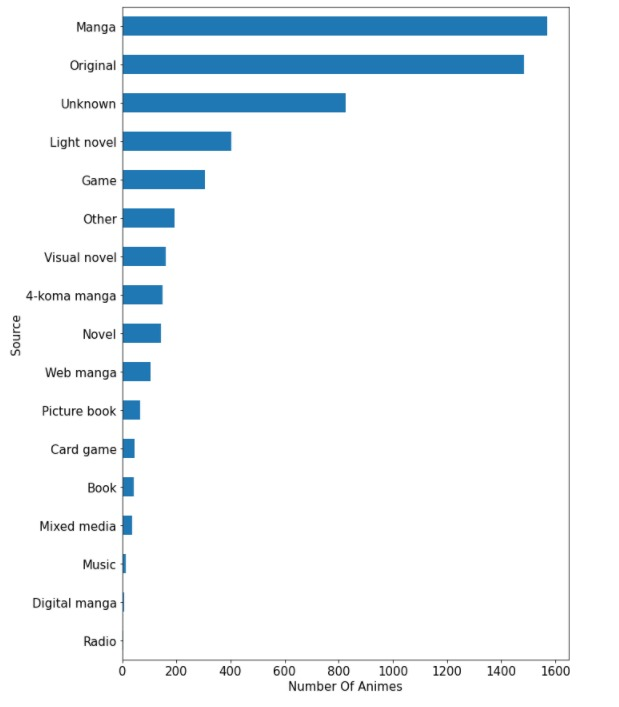 Manga
Original
Unknown
Light novel
Game
Other
Visual novel
4-koma manga
Novel
Web manga
Picture book
Card game
Book
Mixed media
Music
Digital manga
Radio
Source
0 200 400 600 800 1000 1200 1400 1600
Number Of Animes